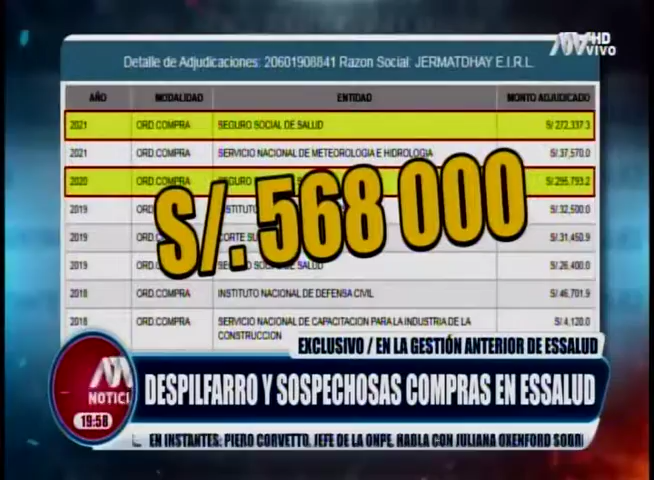 ATV HD
VIVO
Detalle de Adjudicaciones: 20601908841 Razon Social: JERMATDHAY E.I.R.L.
AÑO MODALIDAD ENTIDAD MONTO ADJUDICADO
2021 ORD.COMPRA SEGURO SOCIAL DE SALUD S/ 272,337.3
2021 ORD.COMPRA SERVICIO NACIONAL DE METEOROLOGIA E HIDROLOGIA S/ 37,570.0
2020 ORD.COMPRA S/ 295,793.2
2019 S/ 32,500.0
2019 ORD. CORTE S/ 31,450.9
2019 SALUD S/ 26,400.0
S/. 568 000
2018 ORD.COMPRA INSTITUTO NACIONAL DE DEFENSA CIVIL S/ 46,701.9
2018 ORD.COMPRA SERVICIO NACIONAL DE CAPACITACION PARA LA INDUSTRIA DE LA S/ 4,120.0
CONSTRUCCION
EXCLUSIVO / EN LA GESTIÓN ANTERIOR DE ESSALUD
DESPILFARRO Y SOSPECHOSAS COMPRAS EN ESSALUD
NOTICI
19:58
EN INSTANTES: PIERO CORVETTO, JEFE DE LA ONPE, HABLA CON JULIANA OXENFORD SOBR